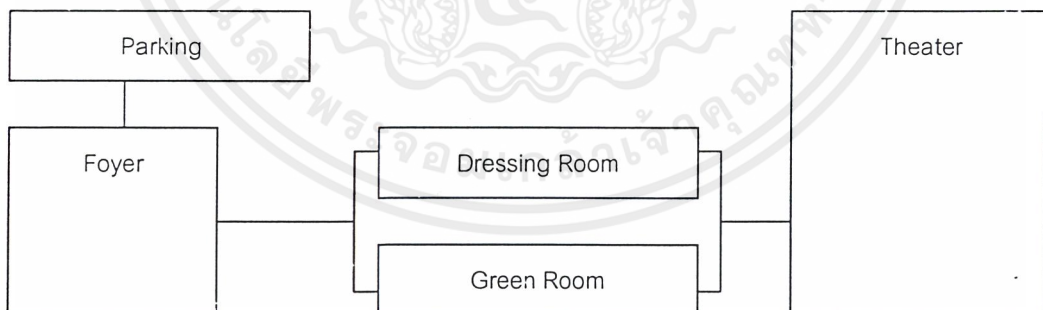 Parking
Theater
Foyer
Dressing Room
Green Room